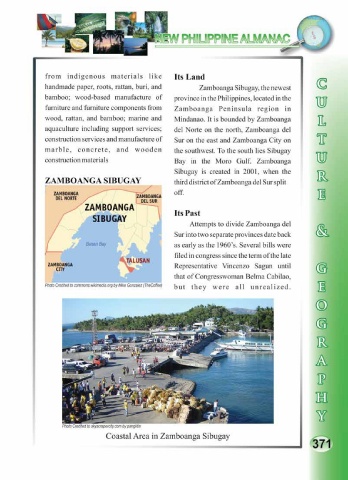 NEW PHILIPPINE ALMANAC
from indigenous materials like
handmade paper, roots, rattan, buri, and
bamboo; wood-based manufacture of
furniture and furniture components from
wood, rattan, and bamboo; marine and
aquaculture including support services;
construction services and manufacture of
marble, concrete, and wooden
construction materials
ZAMBOANGA SIBUGAY
ZAMBOANGA
DEL NORTE
ZAMBOANGA
DEL SUR
ZAMBOANGA
SIBUGAY
Sibuko Bay
TALUSAN
ZAMBOANGA
CITY
Photo Credited to commons.wikimedia.org by Mike Gonzalez (TheCoffee)
Its Land
Zamboanga Sibugay, the newest
province in the Philippines, located in the
Zamboanga Peninsula region in
Mindanao. It is bounded by Zamboanga
del Norte on the north, Zamboanga del
Sur on the east and Zamboanga City on
the southwest. To the south lies Sibugay
Bay in the Moro Gulf. Zamboanga
Sibugay is created in 2001, when the
third district of Zamboanga del Sur split
off.
Its Past
Attempts to divide Zamboanga del
Sur into two separate provinces date back
as early as the 1960's. Several bills were
filed in congress since the term of the late
Representative Vincenzo Sagun until
that of Congresswoman Belma Cabilao,
but they were all unrealized.
Photo Credited to skyscrapercity.com by
Coastal Area in Zamboanga Sibugay
CULTURE & GEOGRAPHY
371